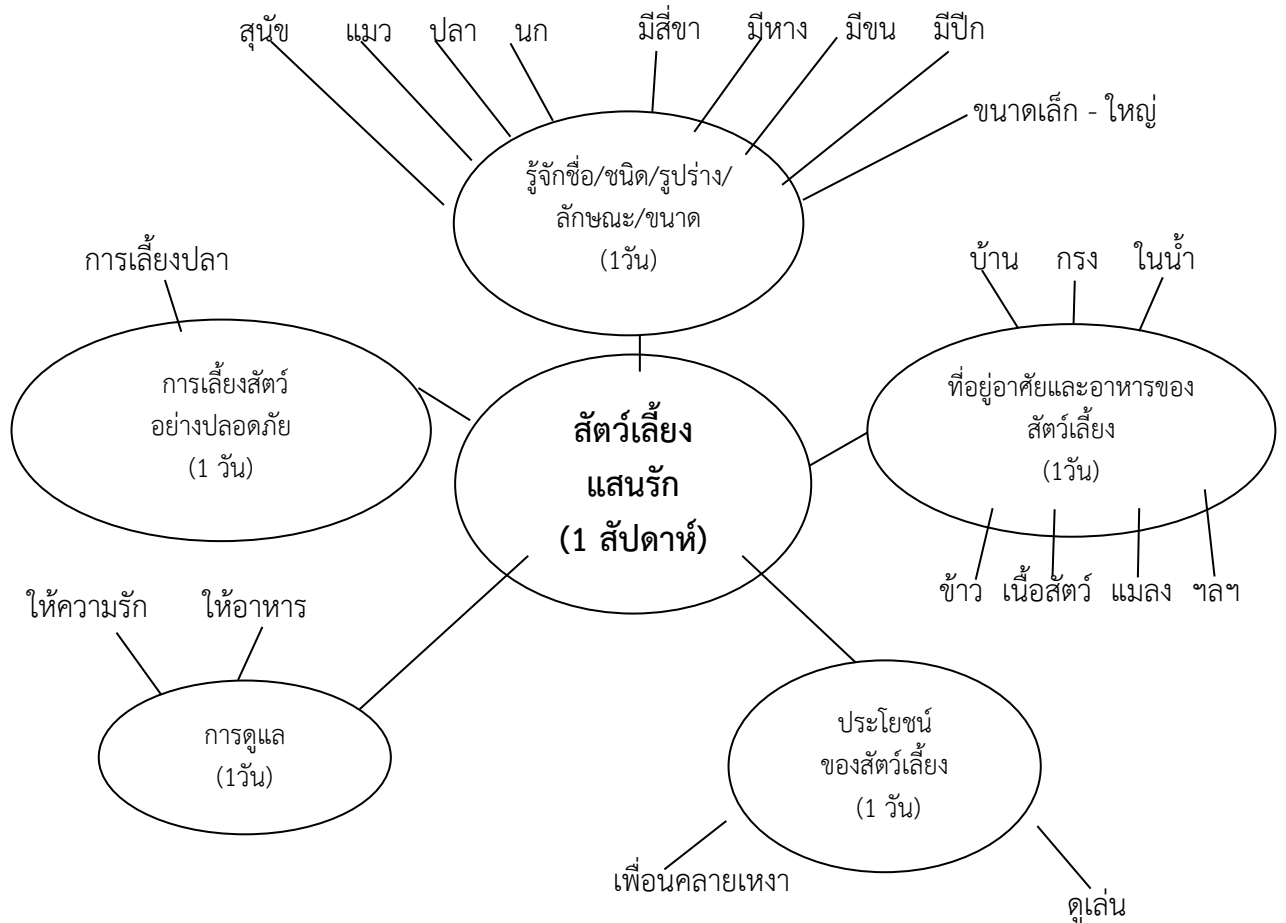 สุนัข แมว ปลา นก มีสี่ขา มีหาง มีขน มีปีก
ขนาดเล็ก - ใหญ่
รู้จักชื่อ/ชนิด/รูปร่าง/
ลักษณะ/ขนาด
(1วัน)
การเลี้ยงปลา
บ้าน กรง ในน้ำ
การเลี้ยงสัตว์
อย่างปลอดภัย
(1 วัน)
สัตว์เลี้ยง
แสนรัก
(1 สัปดาห์)
ที่อยู่อาศัยและอาหารของ
สัตว์เลี้ยง
(1วัน)
ข้าว เนื้อสัตว์ แมลง ฯลฯ
ให้ความรัก ให้อาหาร
การดูแล
(1วัน)
ประโยชน์
ของสัตว์เลี้ยง
(1 วัน)
เพื่อนคลายเหงา
ดูเล่น